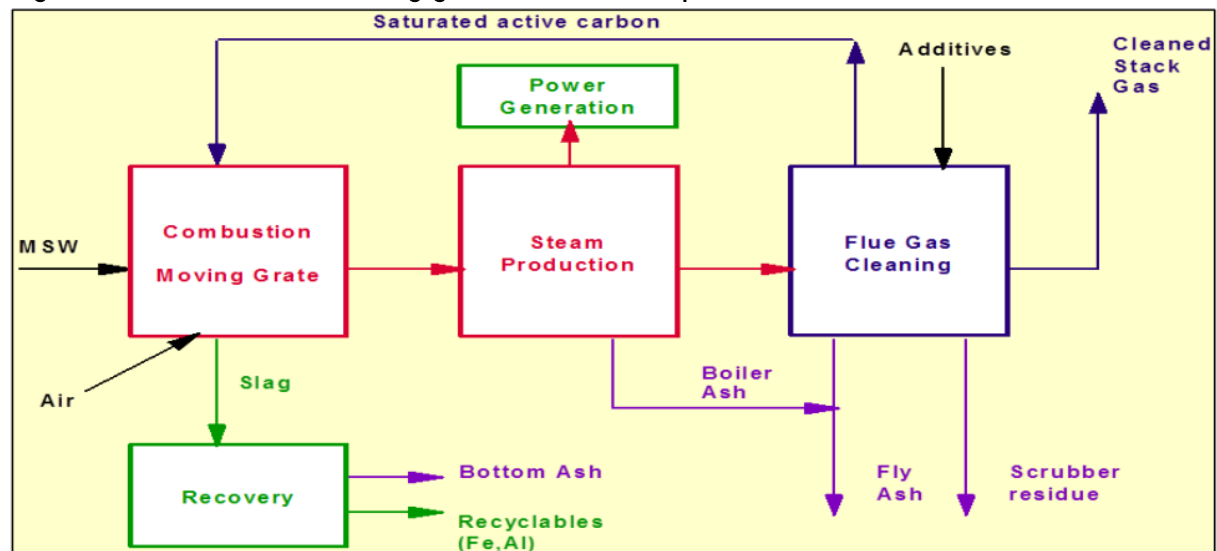 Saturated active carbon
Additives
Cleaned
Stack
Gas
Power
Generation
MSW
Combustion
Moving Grate
Steam
Production
Flue Gas
Cleaning
Air
Slag
Boiler
Ash
Recovery
Bottom Ash
Recyclables
(Fe,Al)
Fly
Ash
Scrubber
residue